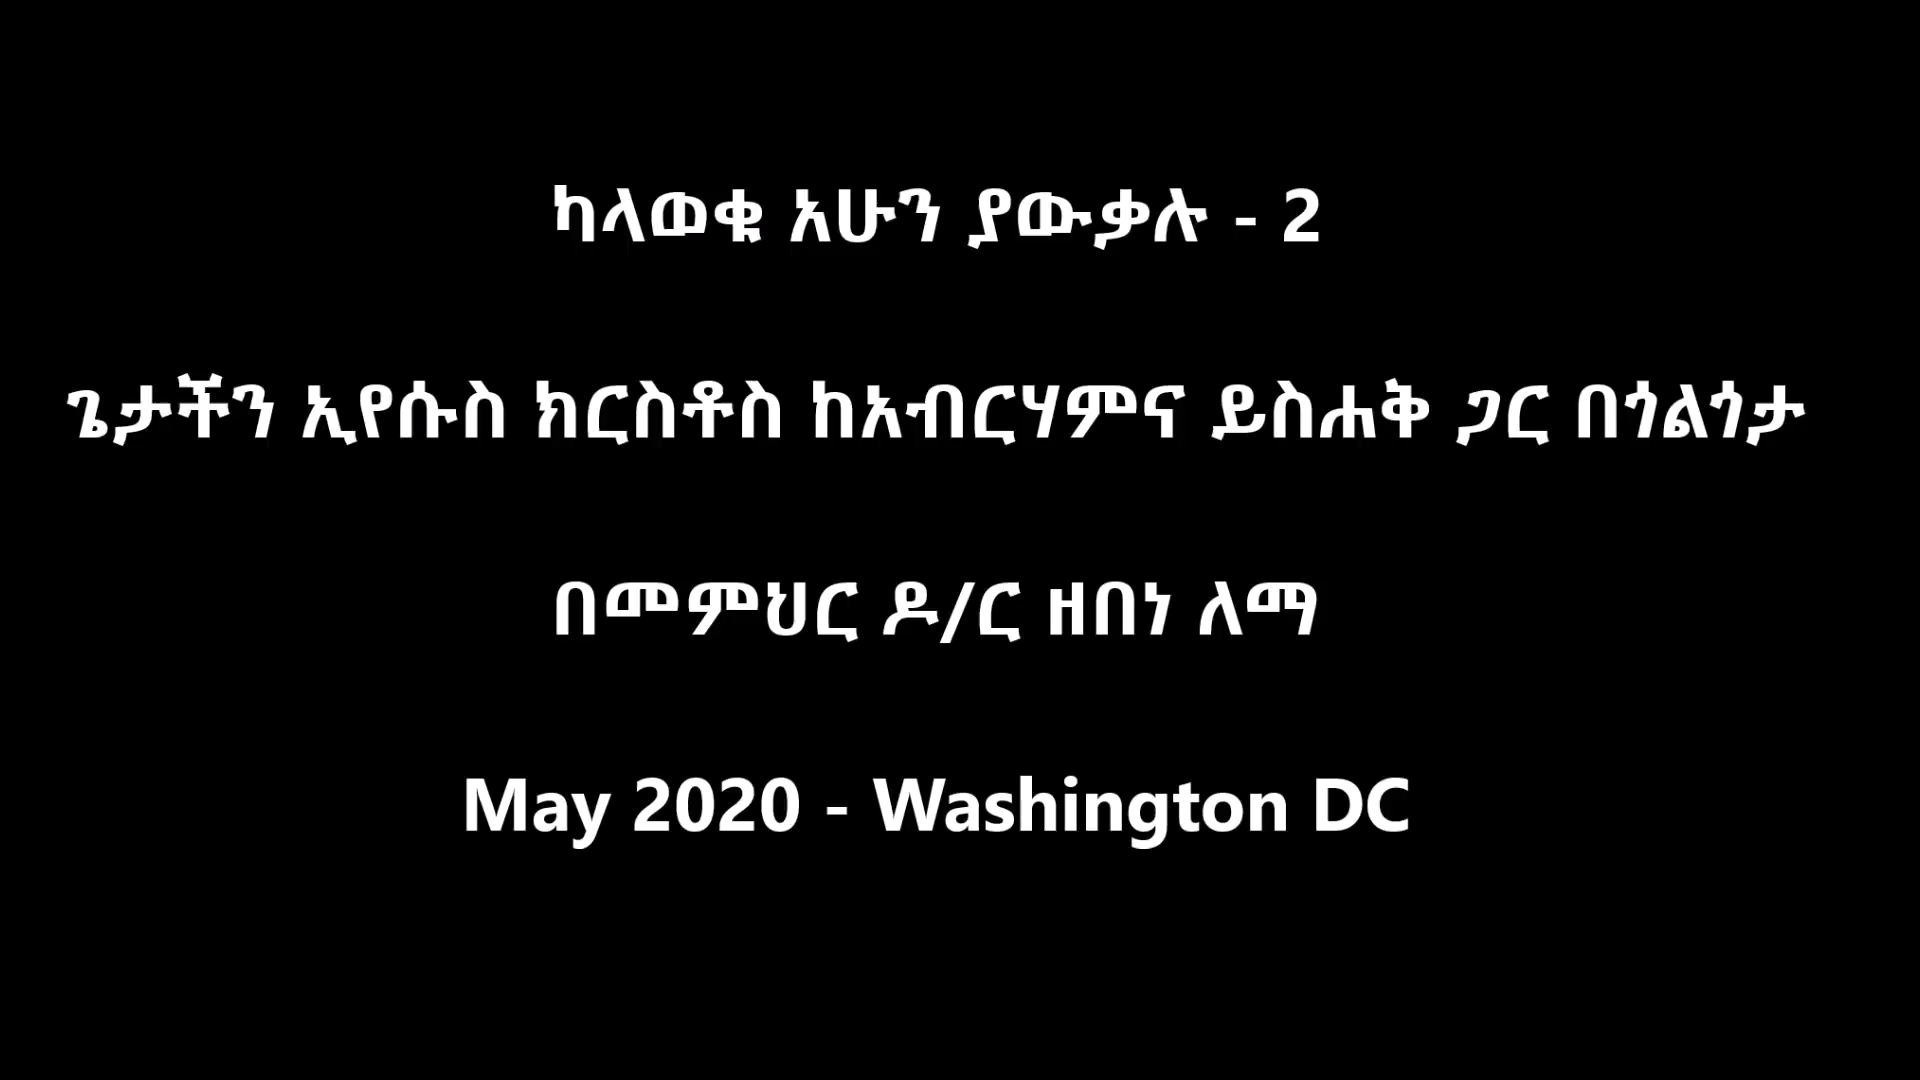 ካላወቁ አሁን ያውቃሉ - 2
ጌታችን ኢየሱስ ክርስቶስ ከአብርሃምና ይስሐቅ ጋር በጎልጎታ
በመምህር ዶ/ር ዘበነ ለማ
May 2020 - Washington DC